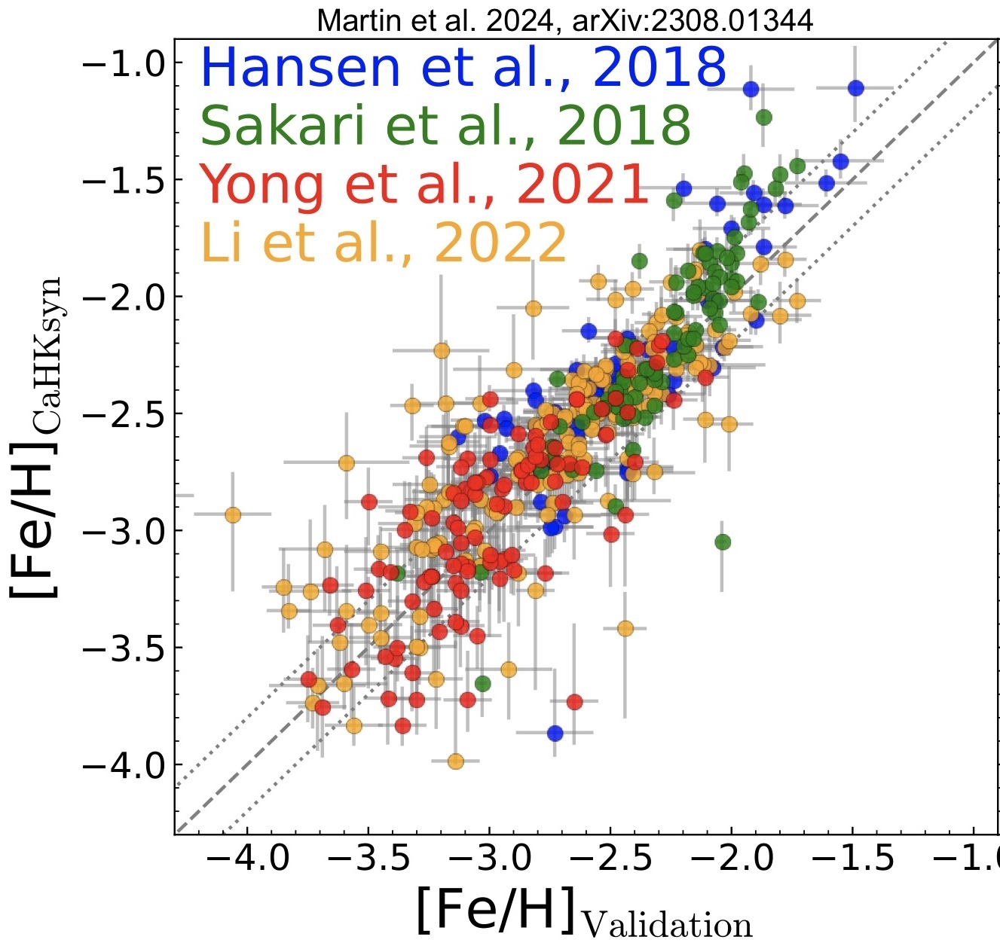 Martin et al. 2024, arXiv:2308.01344
Hansen et al., 2018
Sakari et al., 2018
Yong et al., 2021
Li et al., 2022
−1.0
−1.5
−2.0
−2.5
−3.0
−3.5
−4.0
[Fe/H]CaHKsyn
−4.0 −3.5 −3.0 −2.5 −2.0 −1.5 −1.0
[Fe/H]Validation